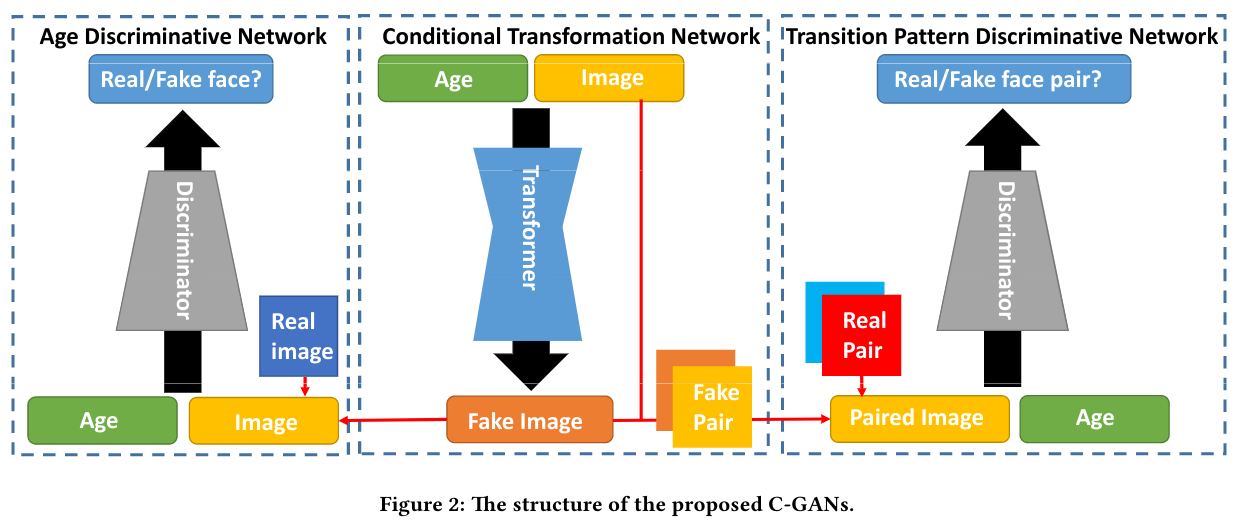 Age Discriminative Network
Real/Fake face?
Discriminator
Real
image
Age
Image
Conditional Transformation Network
Age
Image
Transformer
Fake Image
Fake
Pair
Transition Pattern Discriminative Network
Real/Fake face pair?
Discriminator
Real
Pair
Paired Image
Age
Figure 2: The structure of the proposed C-GANs.